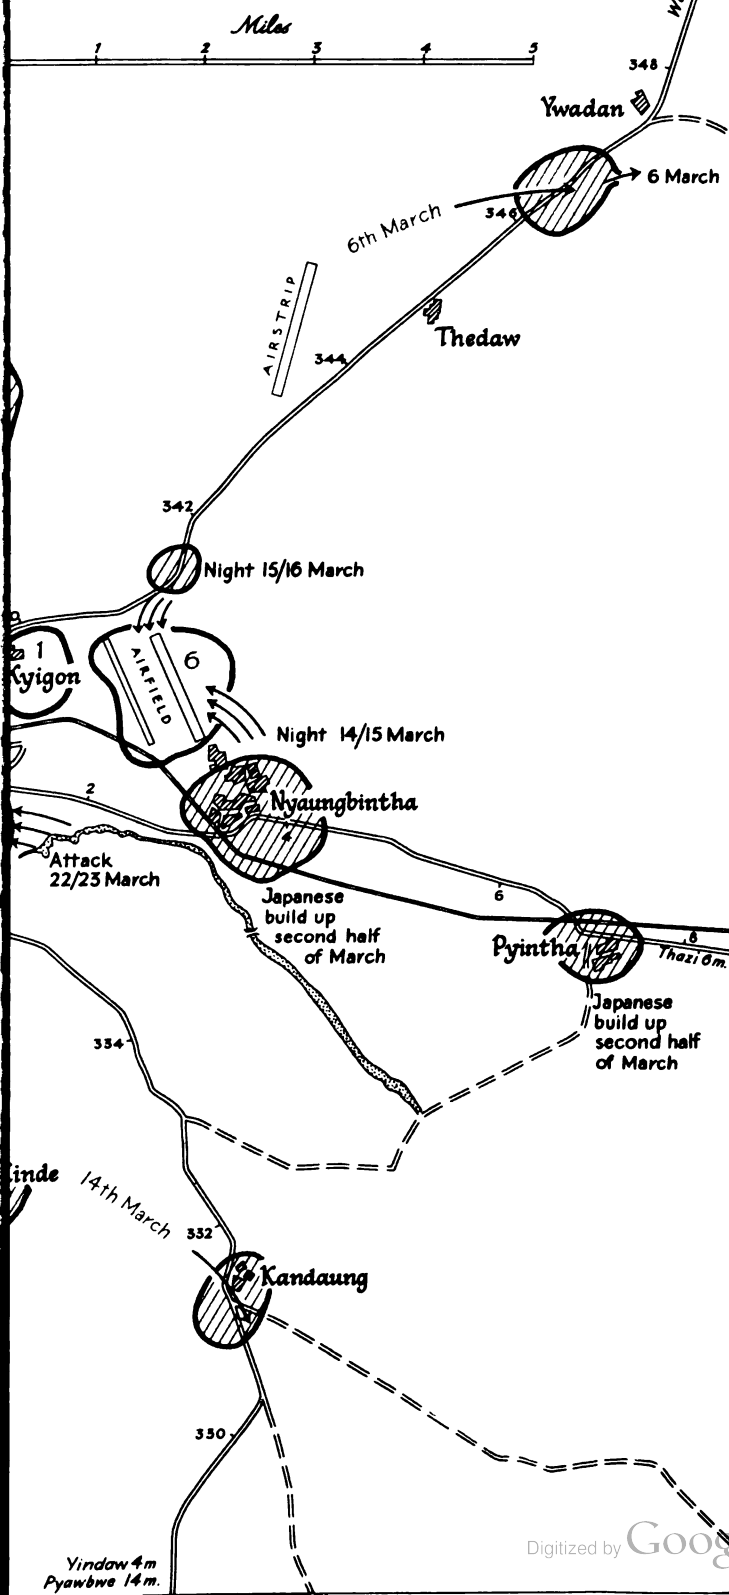 Miles
1 2 3 4 5
348
Ywadan
6 March
346
6th March
AIRSTRIP
Thedaw
344
342
Night 15/16 March
1
Kyigon
6
AIRFIELD
Night 14/15 March
2
Nyaungbintha
4
Attack
22/23 March
6
Japanese
build up
second half
of March
Pyintha
8
Thazi 6m.
Japanese
build up
second half
of March
334
inde
14th March
332
Kandaung
330
Yindaw 4m
Pyawbwe 14m.
Digitized by Goog